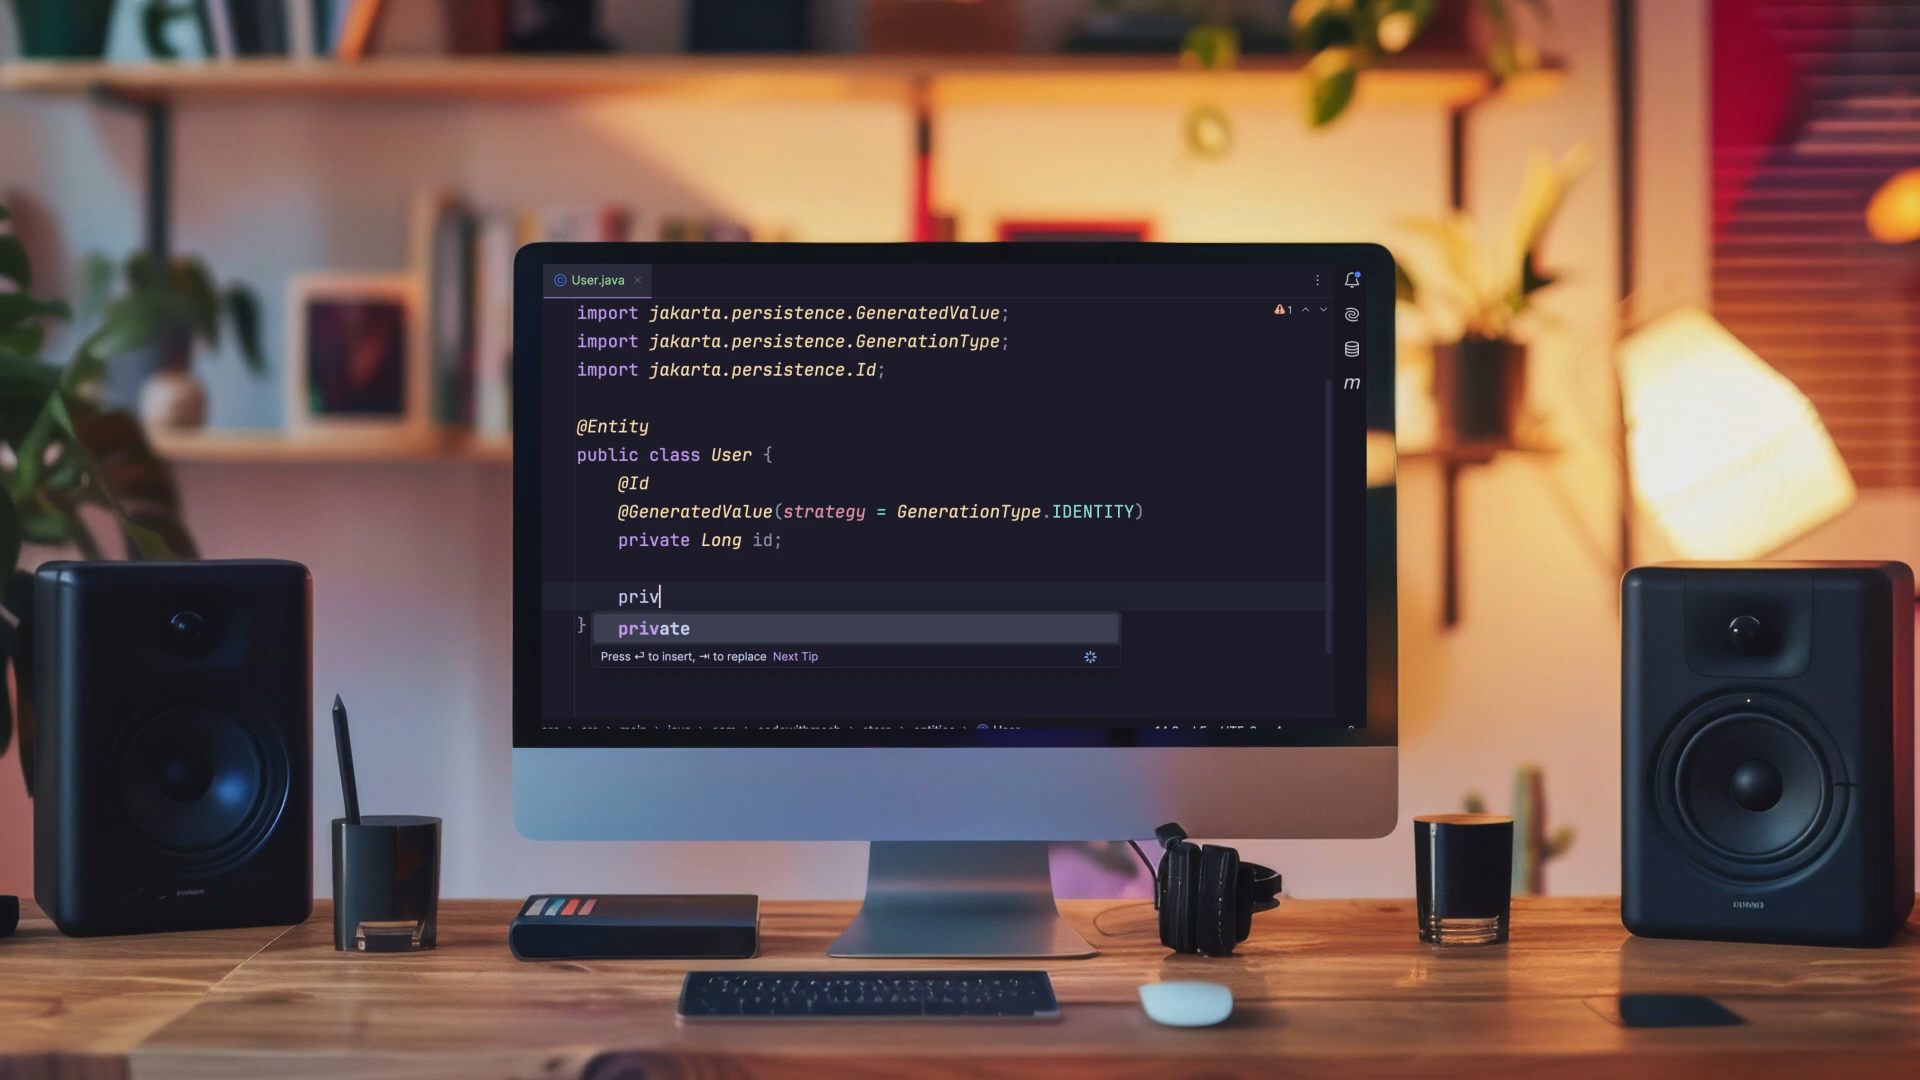 User.java
import jakarta.persistence.GeneratedValue;
1
import jakarta.persistence.GenerationType;
import jakarta.persistence.Id;
m
@Entity
public class User {
@Id
@GeneratedValue(strategy = GenerationType.IDENTITY)
private Long id;
priv
private
}
Press ⏎ to insert, ⇥ to replace Next Tip